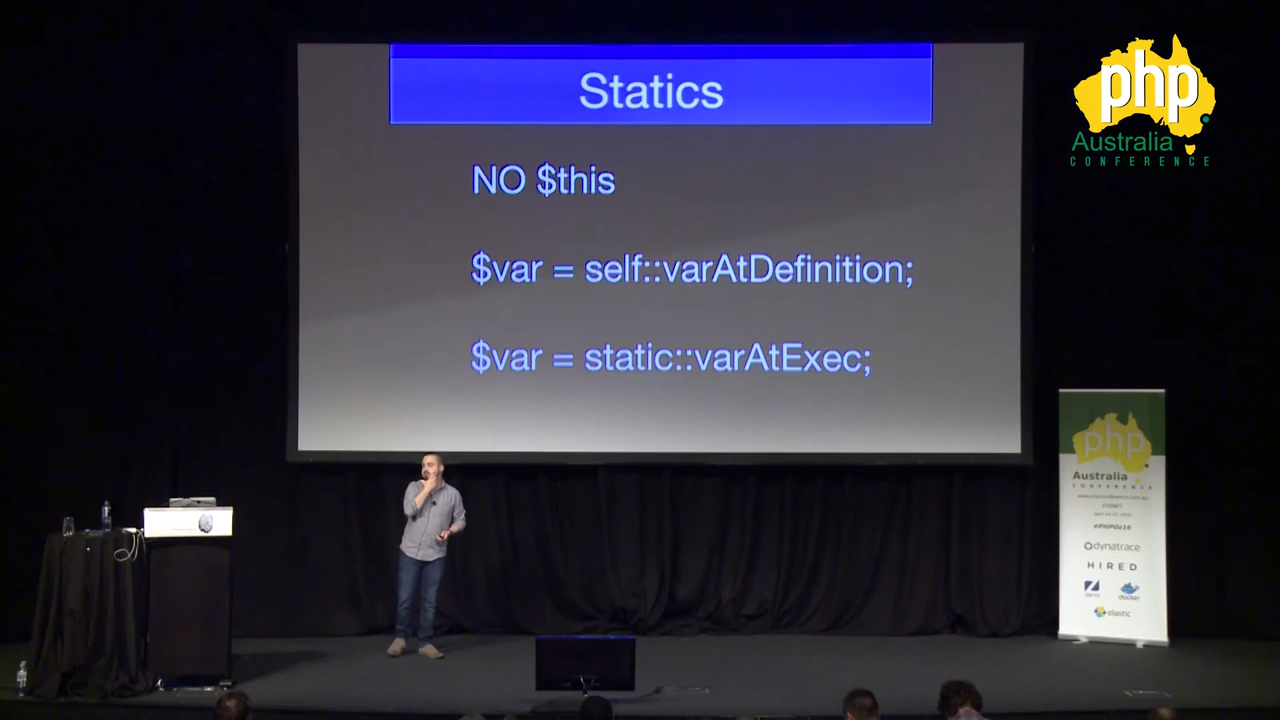 Statics
NO $this
$var = self::varAtDefinition;
$var = static::varAtExec;
php
Australia
CONFERENCE
php
Australia
CONFERENCE
#PHPOz16
dynatrace
HIRED
docker
elastic